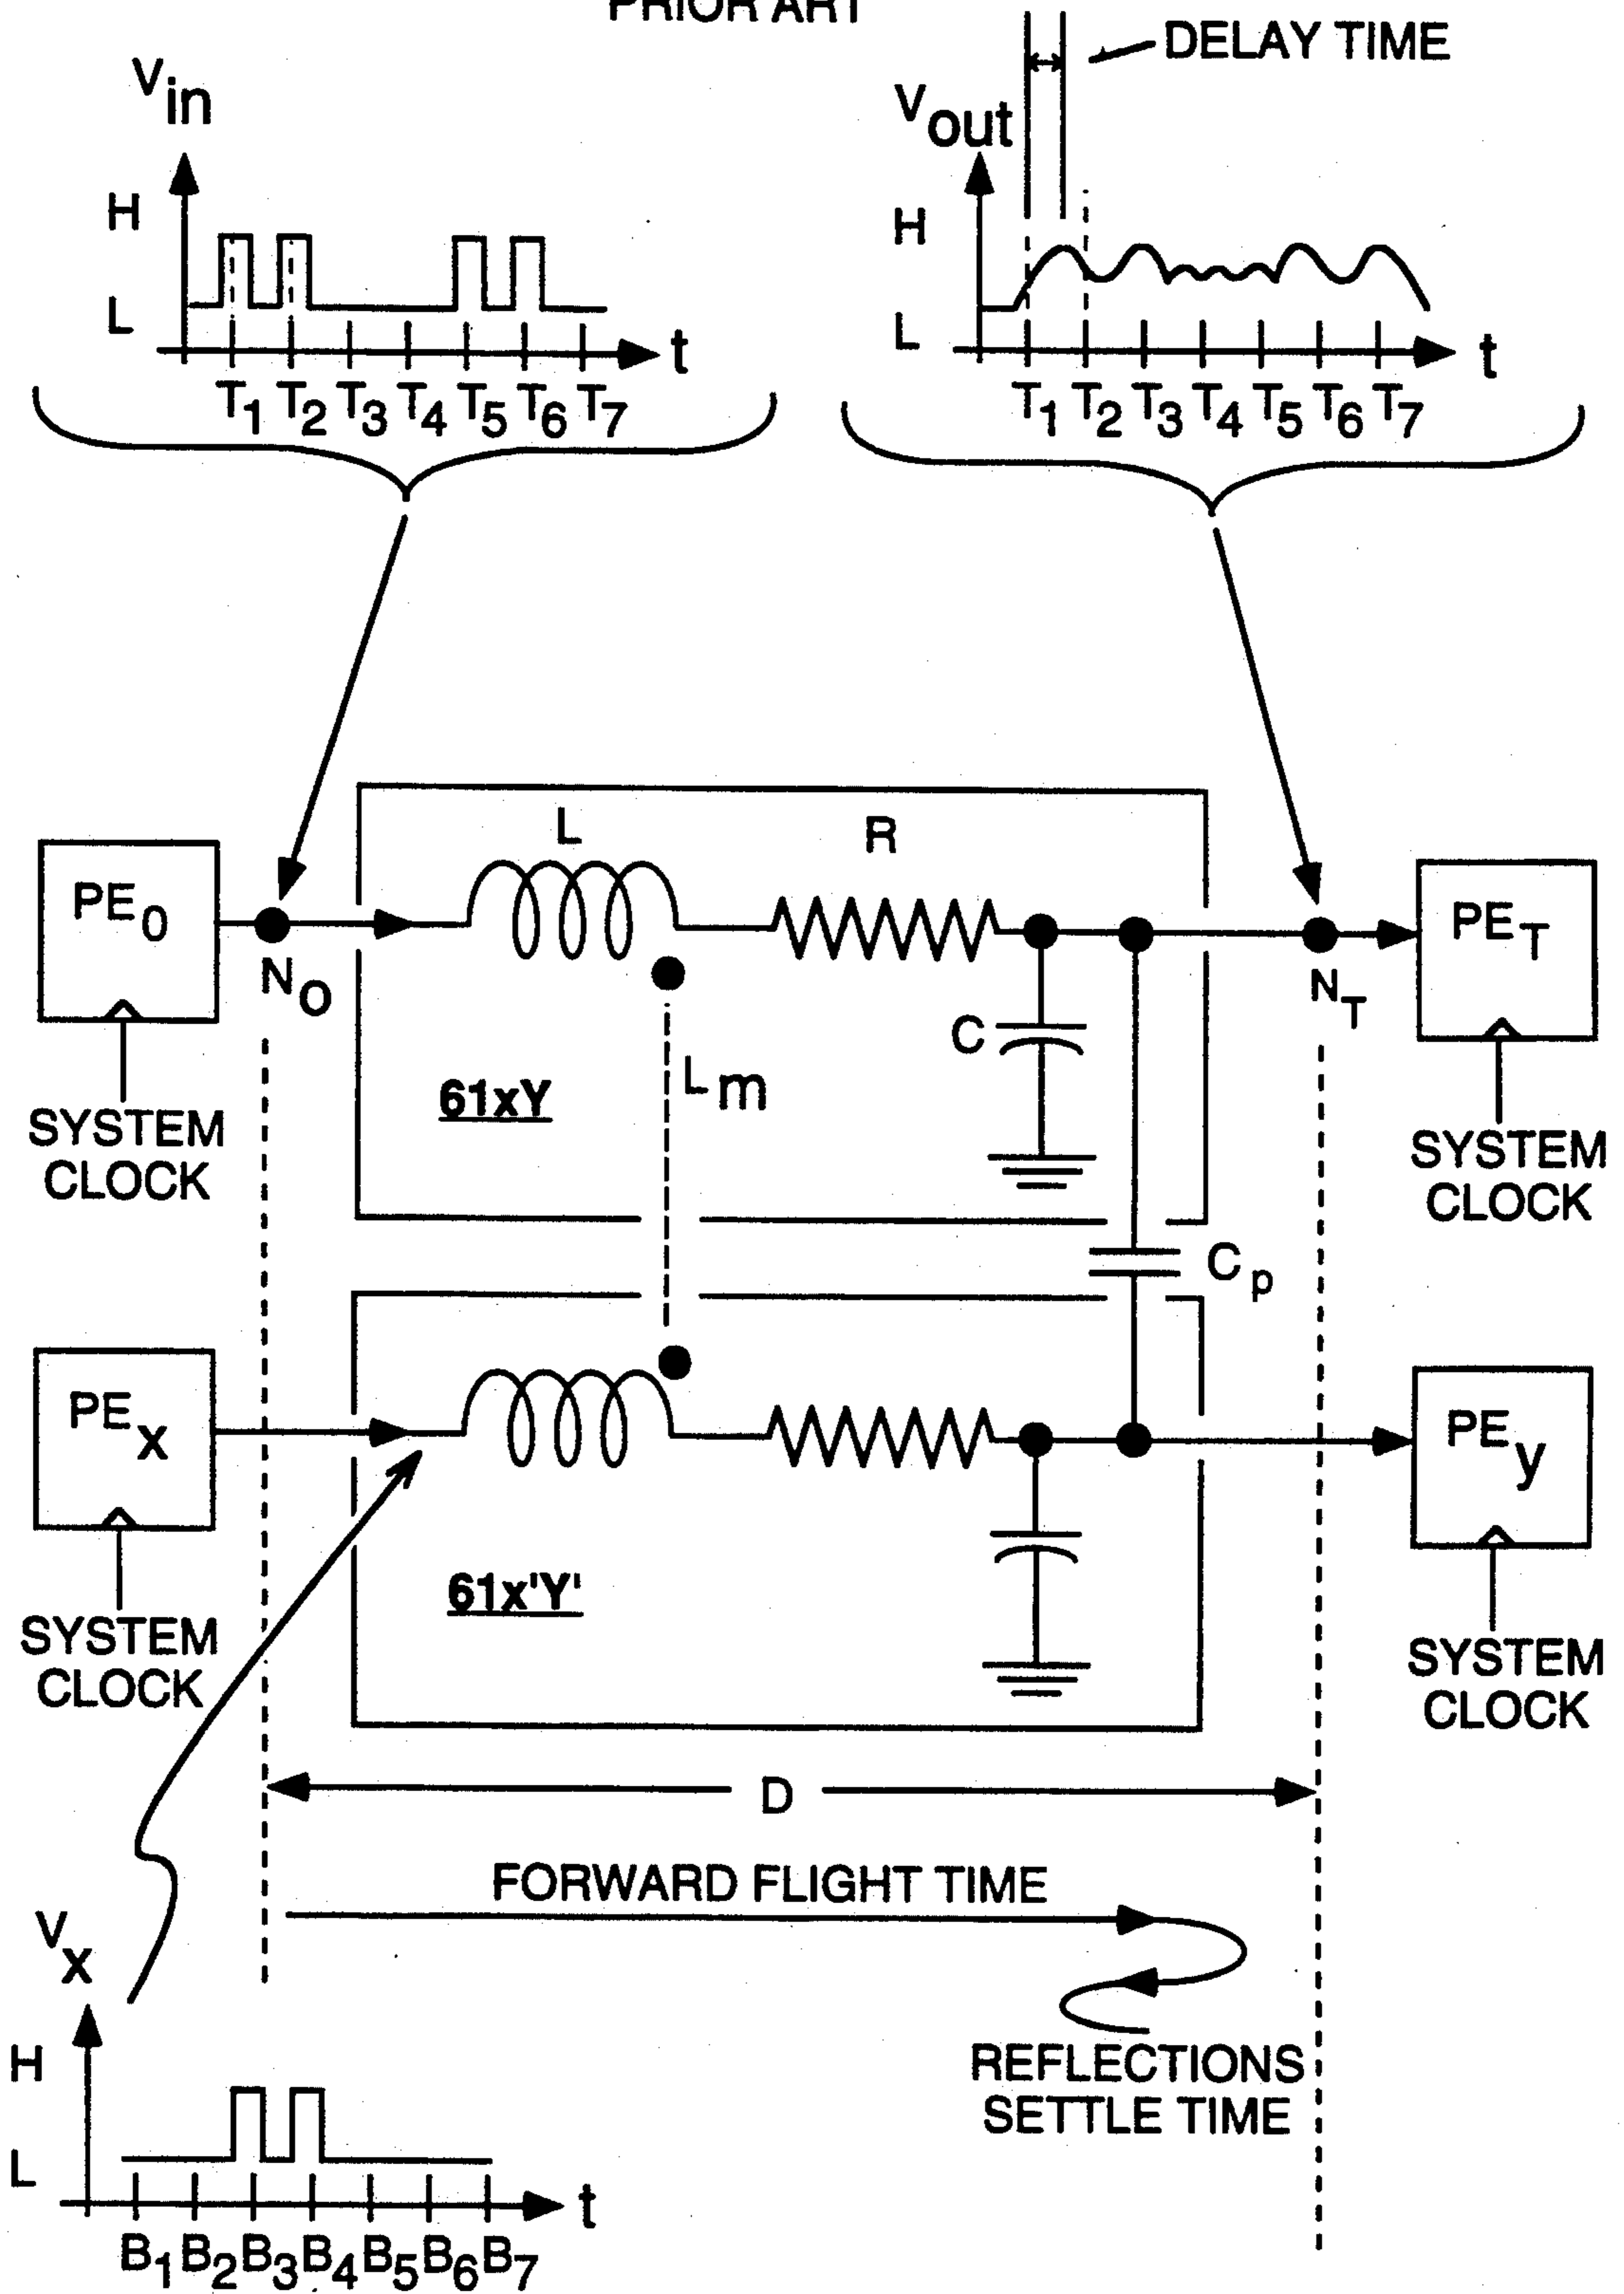 PRIOR ART
DELAY TIME
Vin
H
L
t
T1 T2 T3 T4 T5 T6 T7
Vout
H
L
t
T1 T2 T3 T4 T5 T6 T7
L
R
PE0
NO
C
Lm
61xY
NT
PET
SYSTEM
CLOCK
SYSTEM
CLOCK
Cp
PEx
PEy
61x'Y'
SYSTEM
CLOCK
SYSTEM
CLOCK
D
FORWARD FLIGHT TIME
REFLECTIONS
SETTLE TIME
Vx
H
L
t
B1 B2 B3 B4 B5 B6 B7